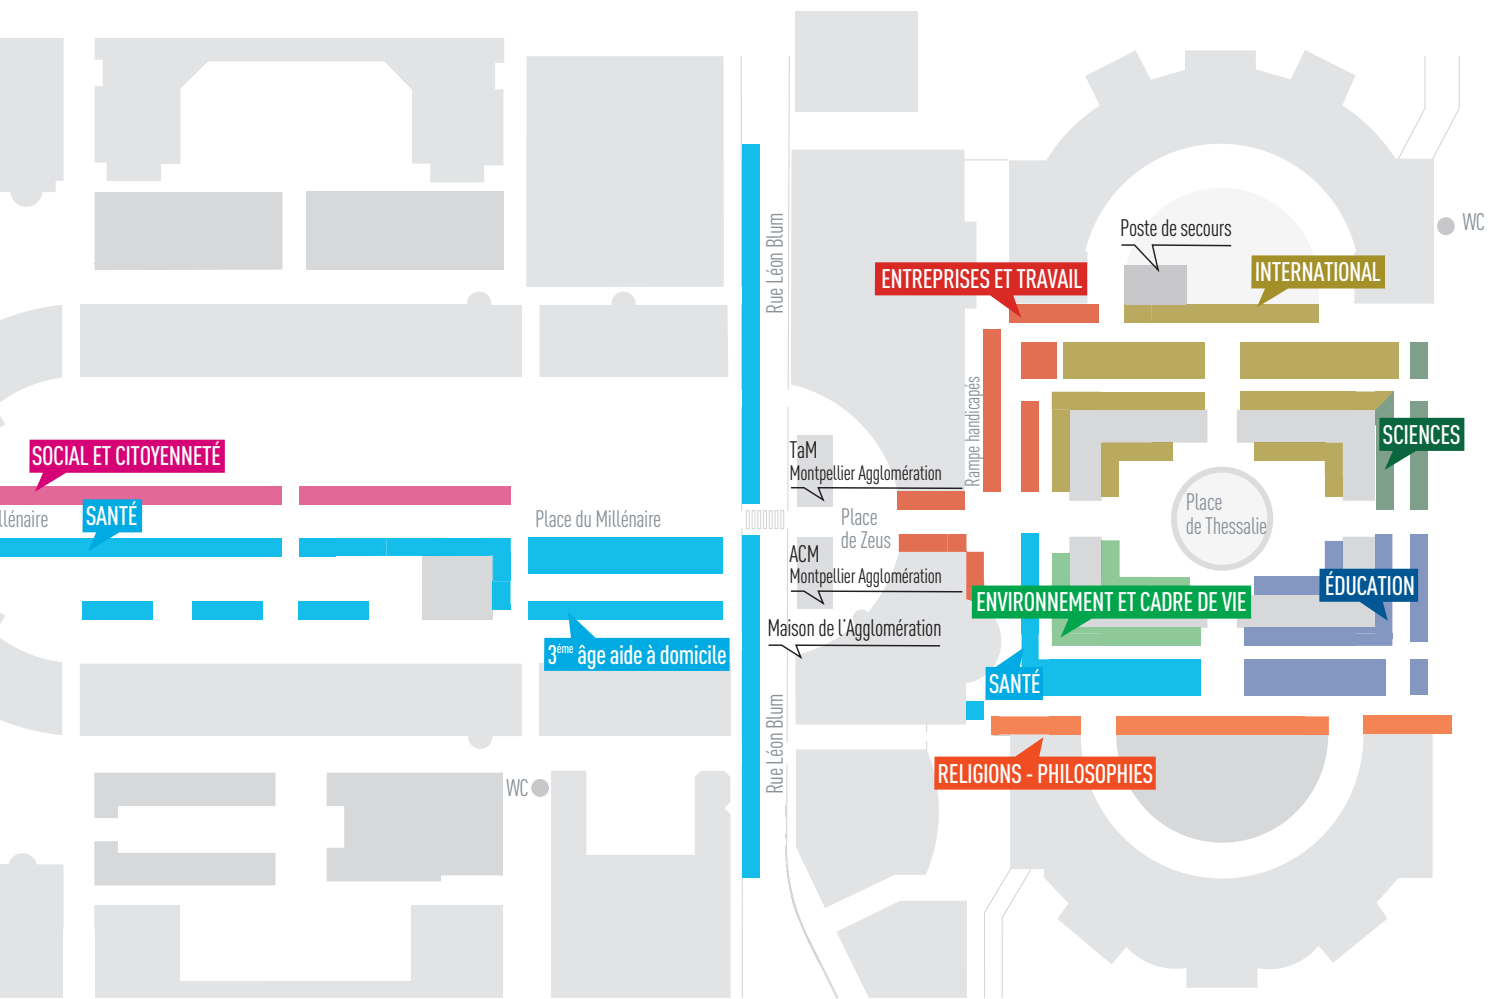 WC
Poste de secours
Rue Léon Blum
ENTREPRISES ET TRAVAIL
INTERNATIONAL
Rampe handicapés
SOCIAL ET CITOYENNETÉ
TaM
Montpellier Agglomération
SCIENCES
SANTÉ
Place du Millénaire
Place
de Zeus
Place
de Thessalie
ACM
Montpellier Agglomération
ENVIRONNEMENT ET CADRE DE VIE
ÉDUCATION
3ème âge aide à domicile
Maison de l'Agglomération
SANTÉ
Rue Léon Blum
RELIGIONS - PHILOSOPHIES
WC